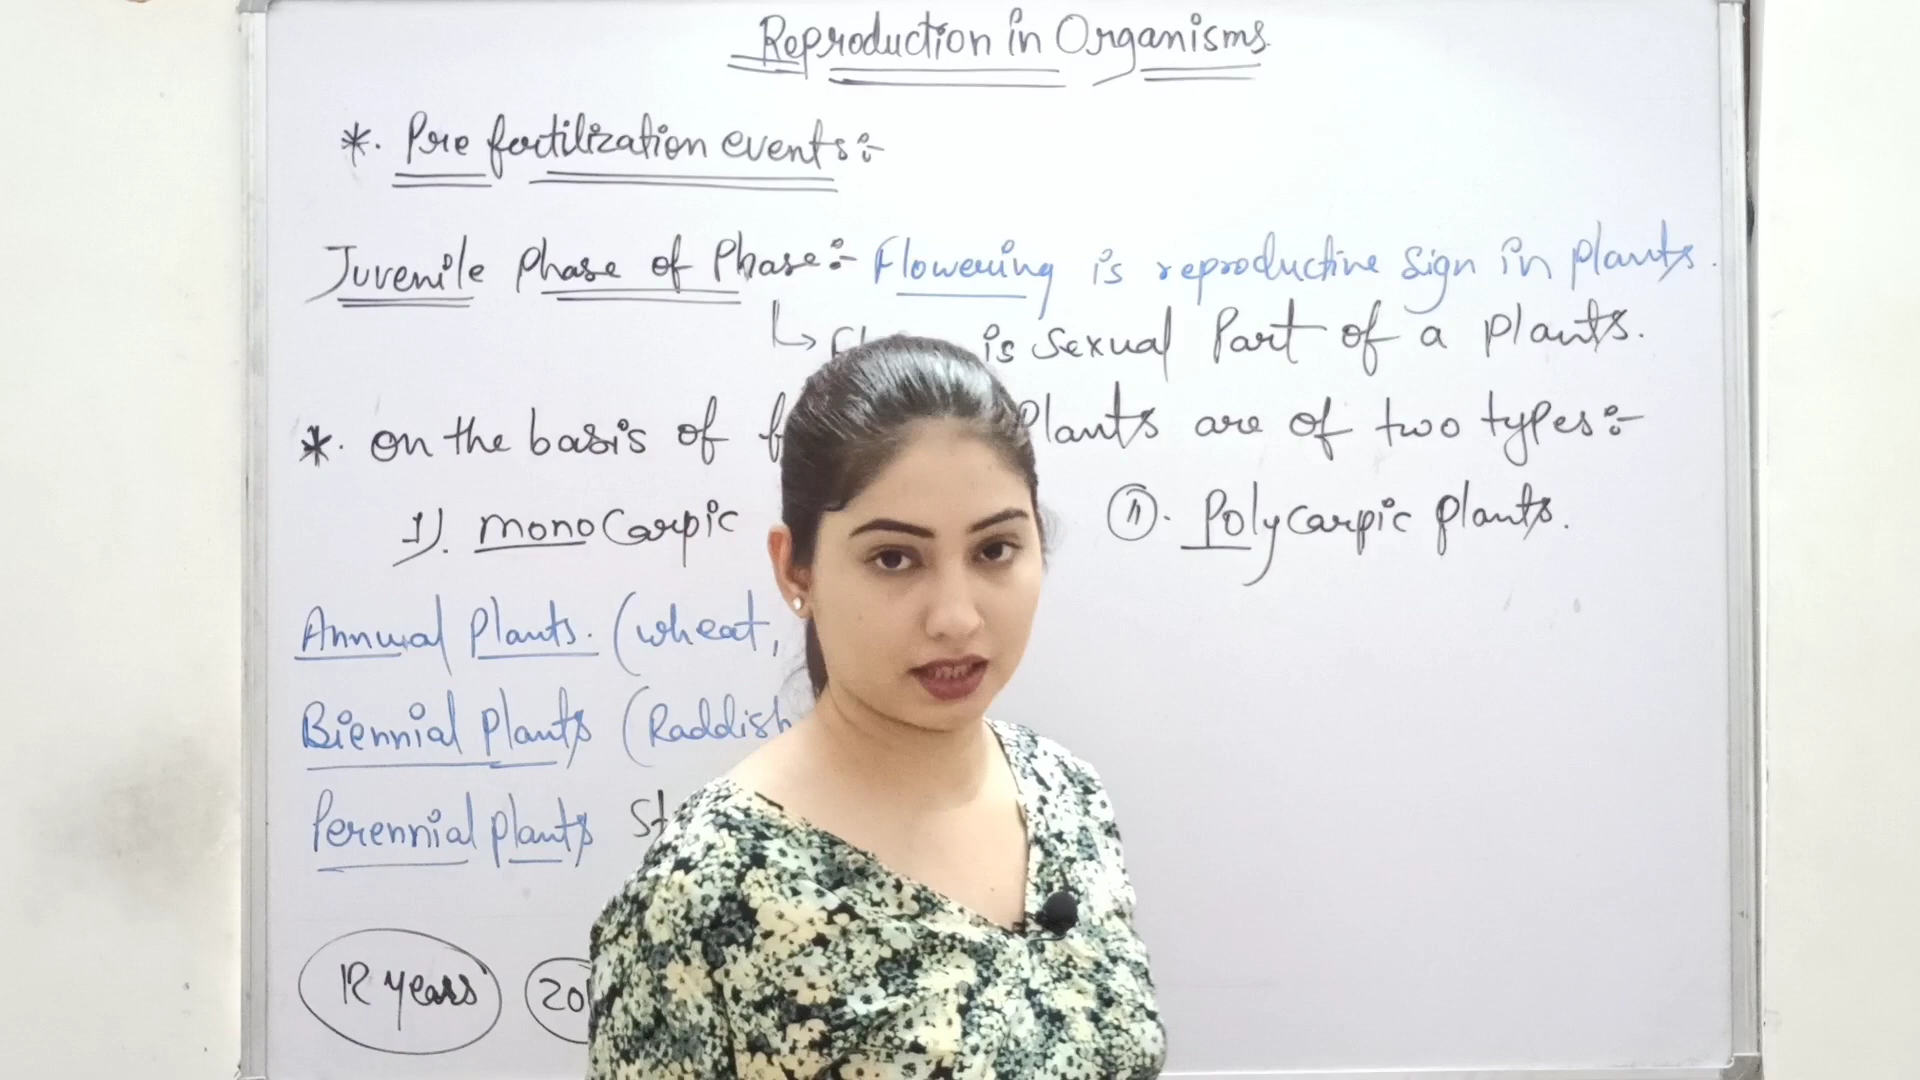 Reproduction in Organisms
*. Pre fertilization events:-
Juvenile Phase of Phase:- Flowering is reproductive sign in plants.
is sexual Part of a plants.
*. on the basis of Plants are of two types:-
1). monocarpic (ii). Polycarpic plants.
Annual Plants. (wheat,
Biennial plants (Raddish
Perennial plants
12 years 20